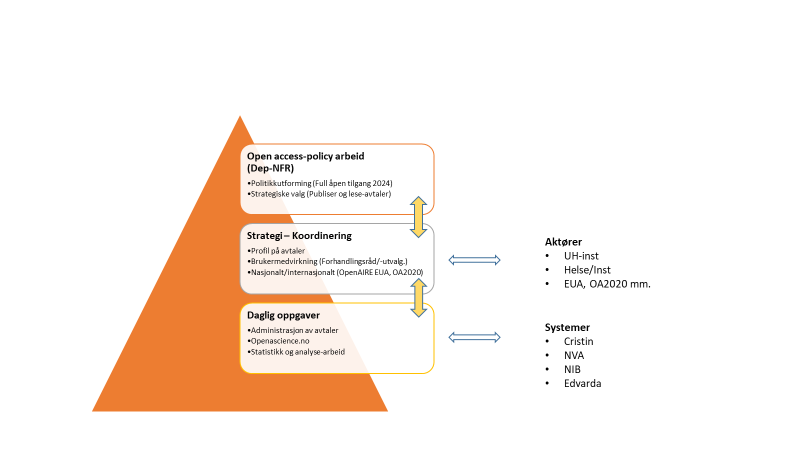 Open access-policy arbeid
(Dep-NFR)
•Politikkutforming (Full åpen tilgang 2024)
•Strategiske valg (Publiser og lese-avtaler)
Strategi – Koordinering
•Profil på avtaler
•Brukermedvirkning (Forhandlingsråd/-utvalg.)
•Nasjonalt/internasjonalt (OpenAIRE EUA, OA2020)
Daglig oppgaver
•Administrasjon av avtaler
•Openascience.no
•Statistikk og analyse-arbeid
Aktører
• UH-inst
• Helse/Inst
• EUA, OA2020 mm.
Systemer
• Cristin
• NVA
• NIB
• Edvarda